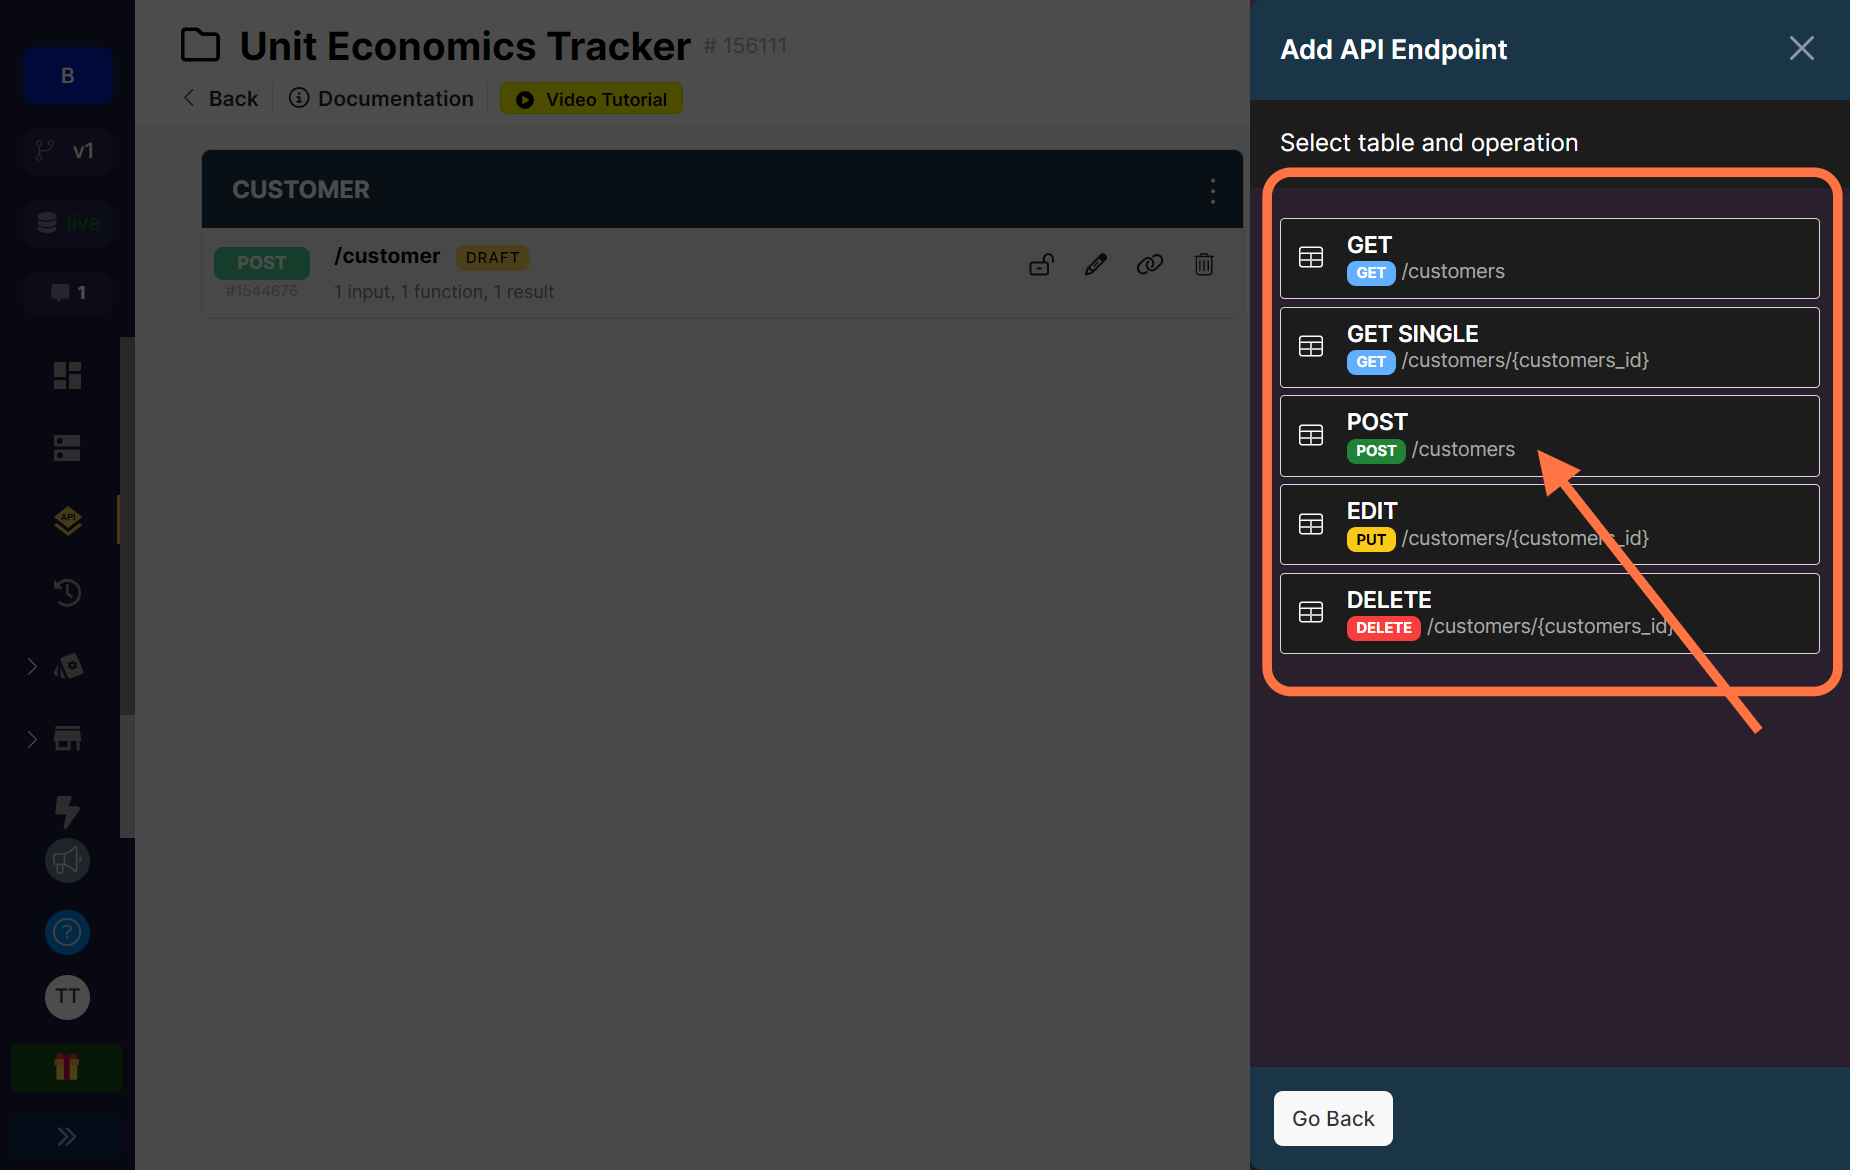 B
v1
live
1
API
TT
Unit Economics Tracker # 156111
Back
Documentation
Video Tutorial
CUSTOMER
POST
#1544676
/customer DRAFT
1 input, 1 function, 1 result
Add API Endpoint
Select table and operation
GET
GET /customers
GET SINGLE
GET /customers/{customers_id}
POST
POST /customers
EDIT
PUT /customers/{customers_id}
DELETE
DELETE /customers/{customers_id}
Go Back